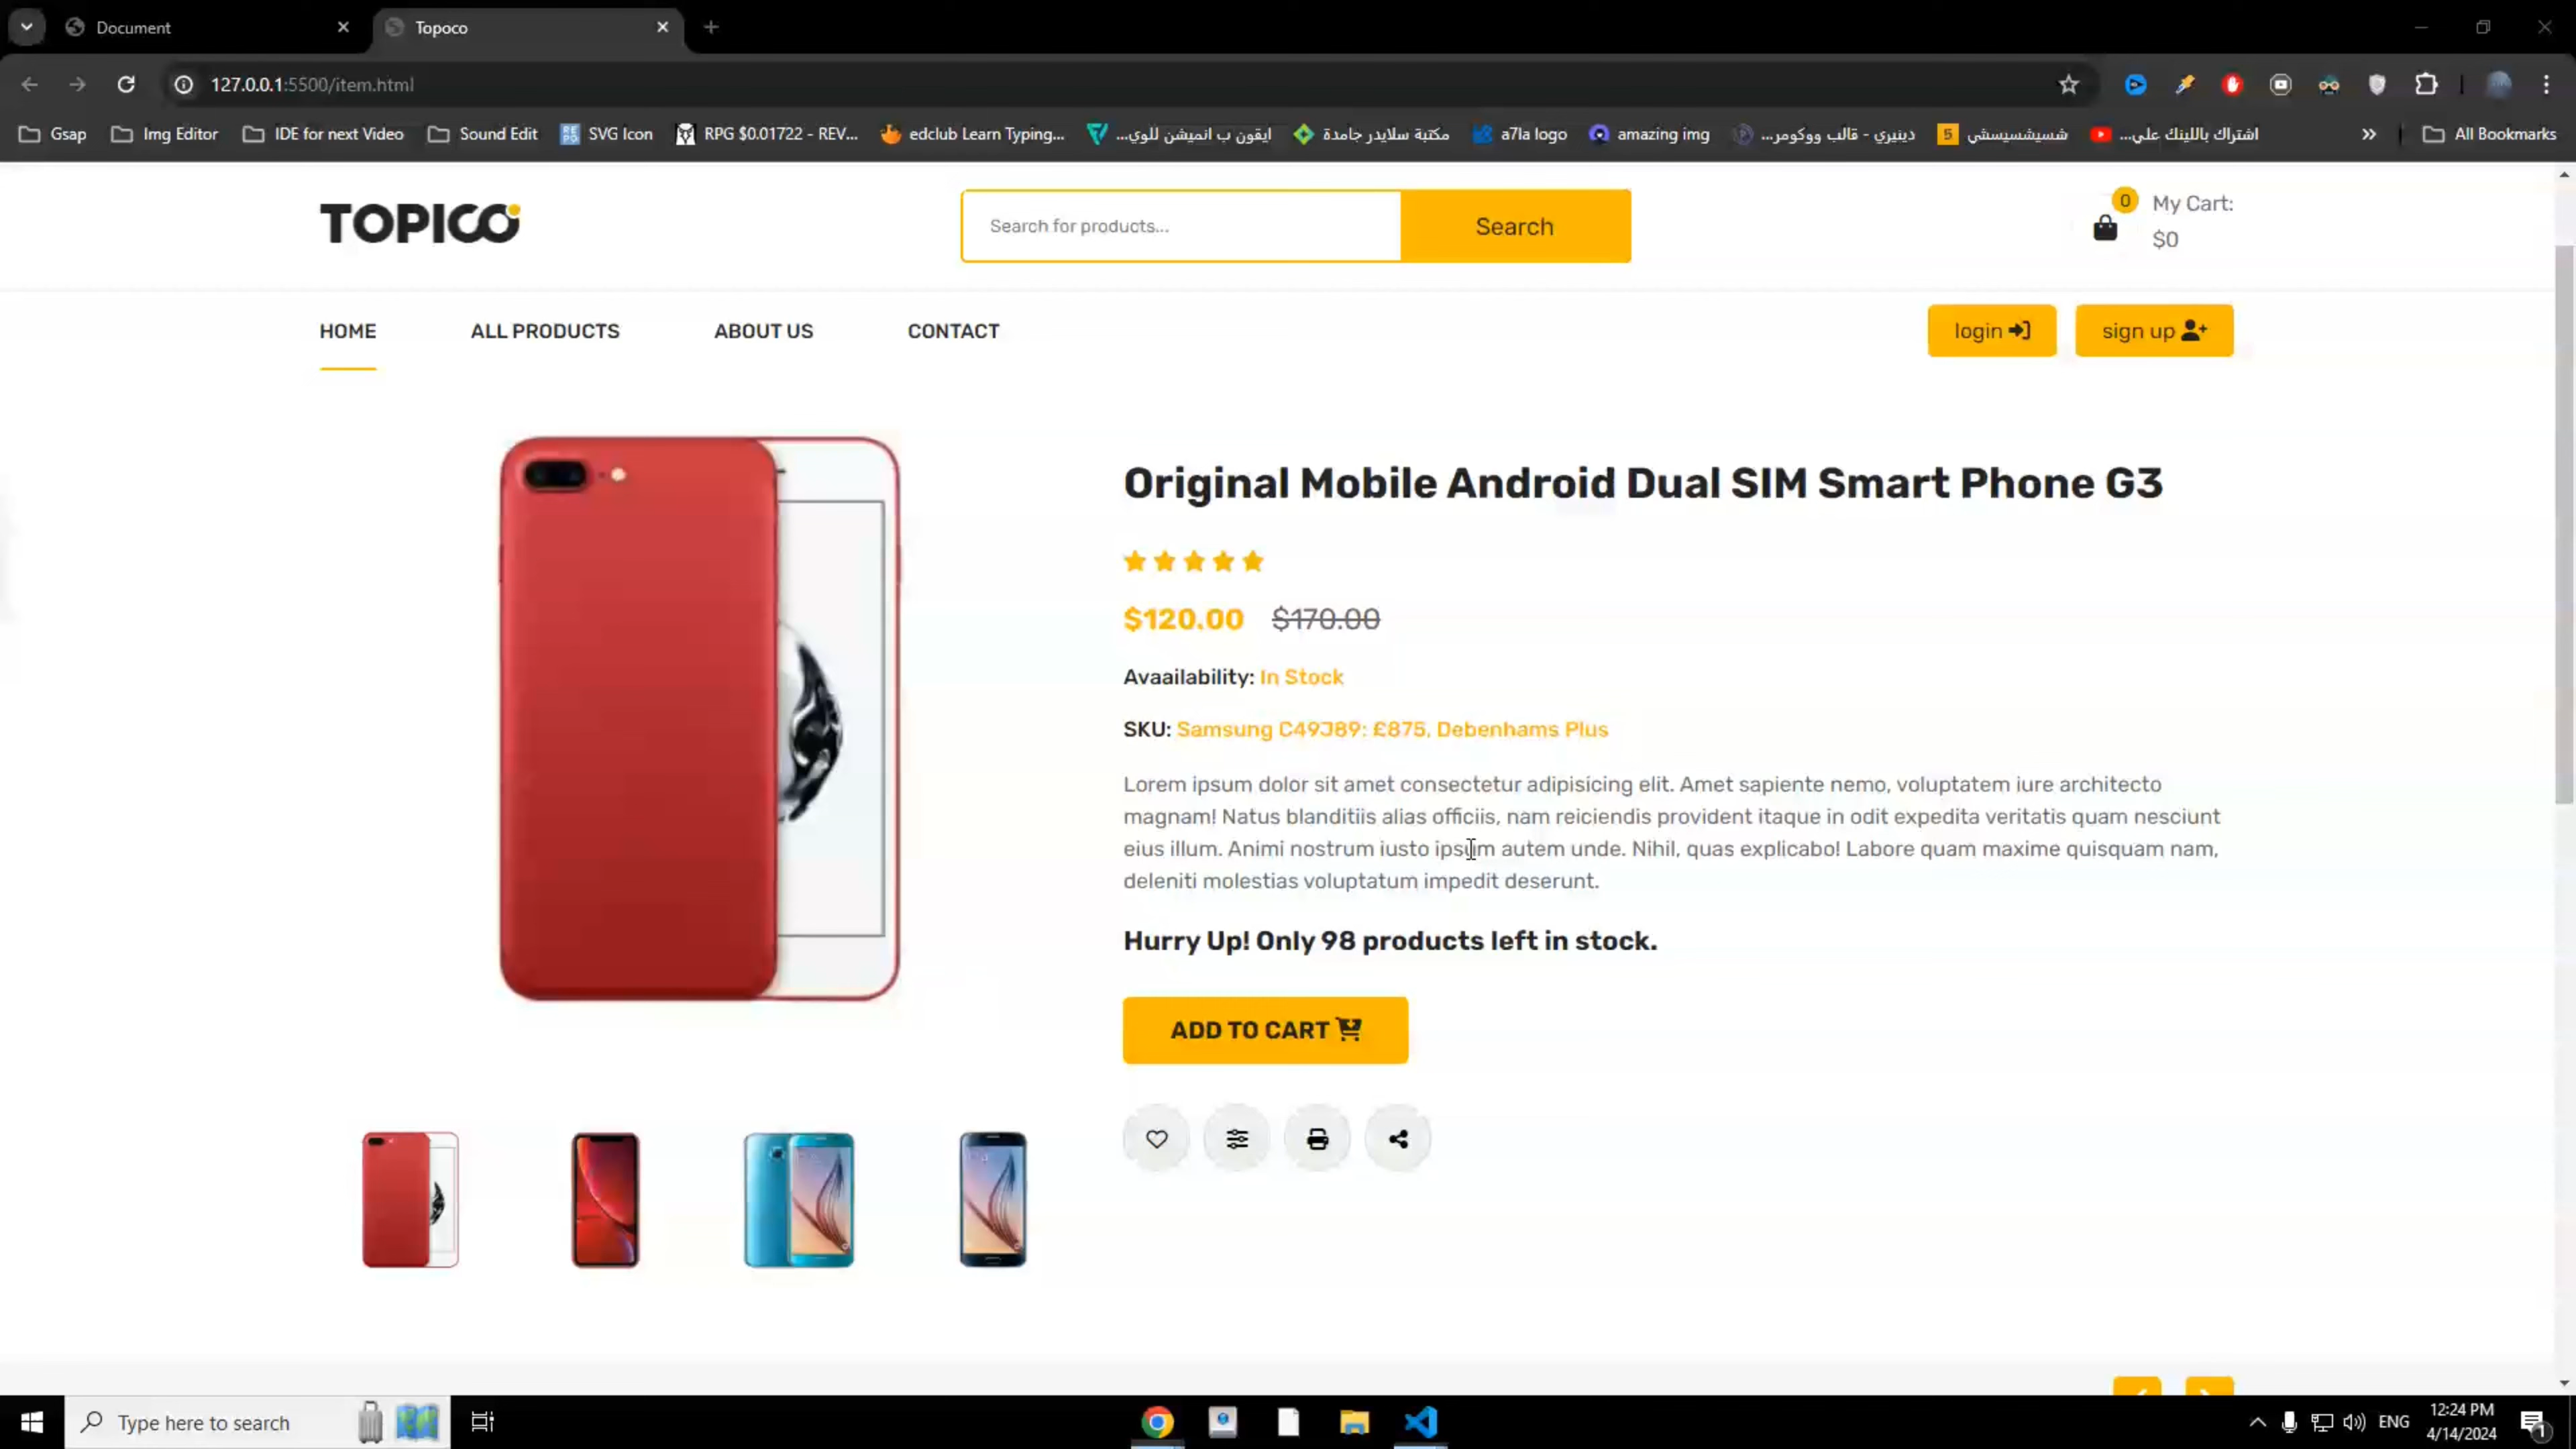 Document
Topoco
127.0.0.1:5500/item.html
Gsap
Img Editor
IDE for next Video
Sound Edit
SVG Icon
RPG $0.01722 - REV...
edclub Learn Typing...
ايقون ب انميشن للوي...
مكتبة سلايدر جامدة
a7la logo
amazing img
دينيري - قالب ووكومر...
شسيشسيسشي
اشتراك باللينك علي...
All Bookmarks
TOPICO
Search for products...
Search
0
My Cart:
$0
HOME
ALL PRODUCTS
ABOUT US
CONTACT
login
sign up
Original Mobile Android Dual SIM Smart Phone G3
$120.00 $170.00
Avaailability: In Stock
SKU: Samsung C49J89: £875, Debenhams Plus
Lorem ipsum dolor sit amet consectetur adipisicing elit. Amet sapiente nemo, voluptatem iure architecto
magnam! Natus blanditiis alias officiis, nam reiciendis provident itaque in odit expedita veritatis quam nesciunt
eius illum. Animi nostrum iusto ipsum autem unde. Nihil, quas explicabo! Labore quam maxime quisquam nam,
deleniti molestias voluptatum impedit deserunt.
Hurry Up! Only 98 products left in stock.
ADD TO CART
Type here to search
ENG
12:24 PM
4/14/2024
1